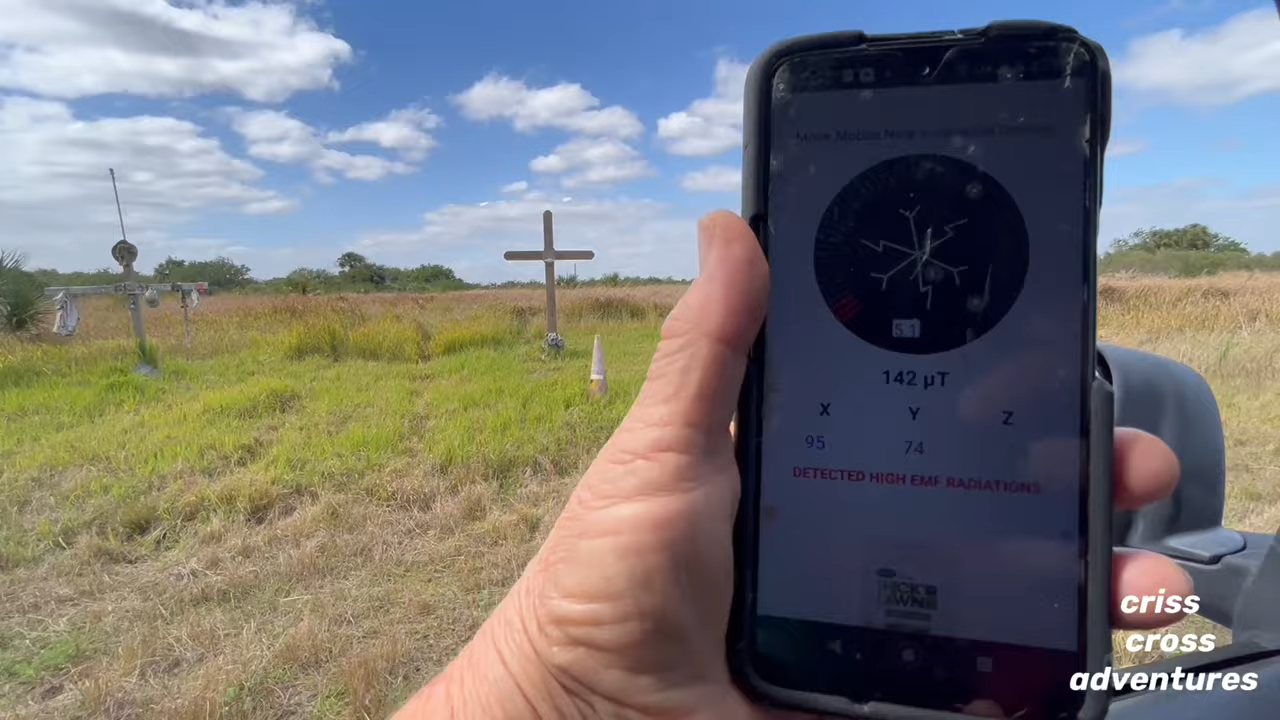 5.1
142 µT
X Y Z
95 74
DETECTED HIGH EMF RADIATIONS
criss
cross
adventures